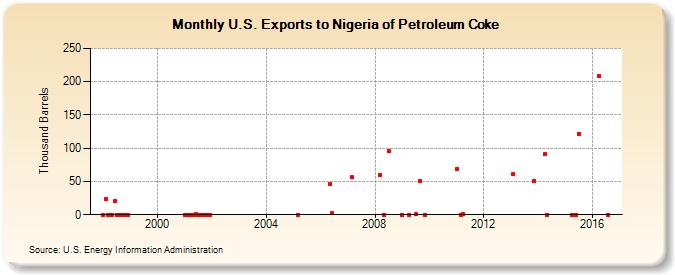 Monthly U.S. Exports to Nigeria of Petroleum Coke
Thousand Barrels
250
200
150
100
50
0
2000 2004 2008 2012 2016
Source: U.S. Energy Information Administration